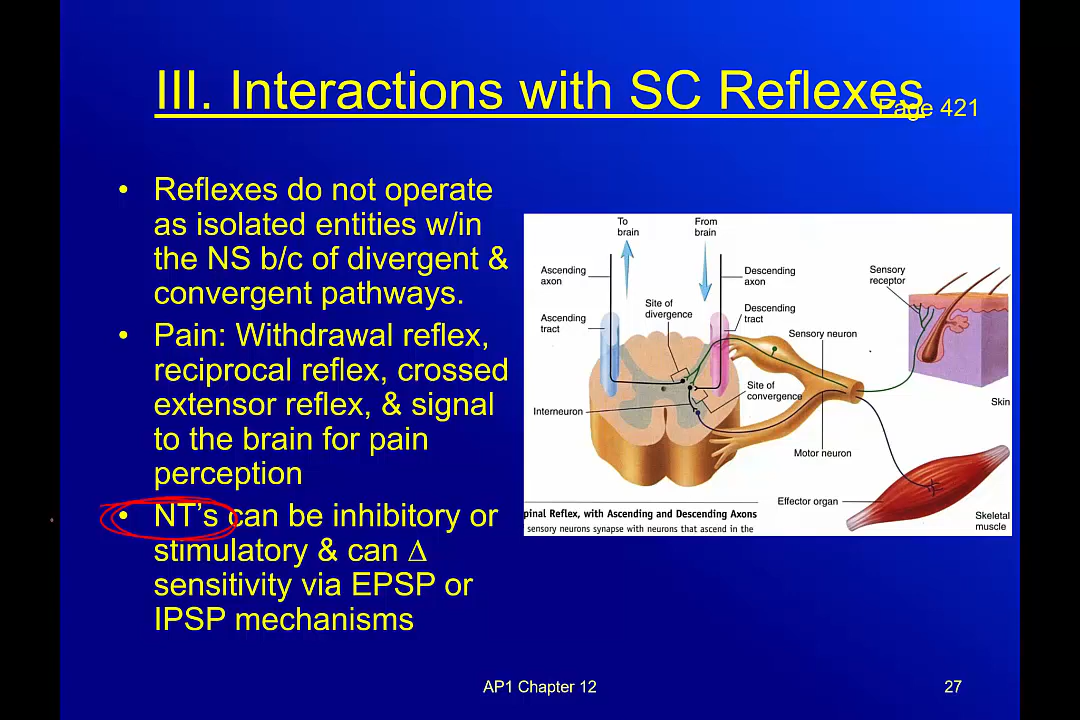 III. Interactions with SC Reflexes
Page 421
• Reflexes do not operate
as isolated entities w/in
the NS b/c of divergent &
convergent pathways.
• Pain: Withdrawal reflex,
reciprocal reflex, crossed
extensor reflex, & signal
to the brain for pain
perception
• NT's can be inhibitory or
stimulatory & can Δ
sensitivity via EPSP or
IPSP mechanisms
To
brain
From
brain
Ascending
axon
Descending
axon
Sensory
receptor
Site of
divergence
Ascending
tract
Descending
tract
Sensory neuron
Site of
convergence
Interneuron
Skin
Motor neuron
Effector organ
Skeletal
muscle
pinal Reflex, with Ascending and Descending Axons
sensory neurons synapse with neurons that ascend in the
AP1 Chapter 12
27